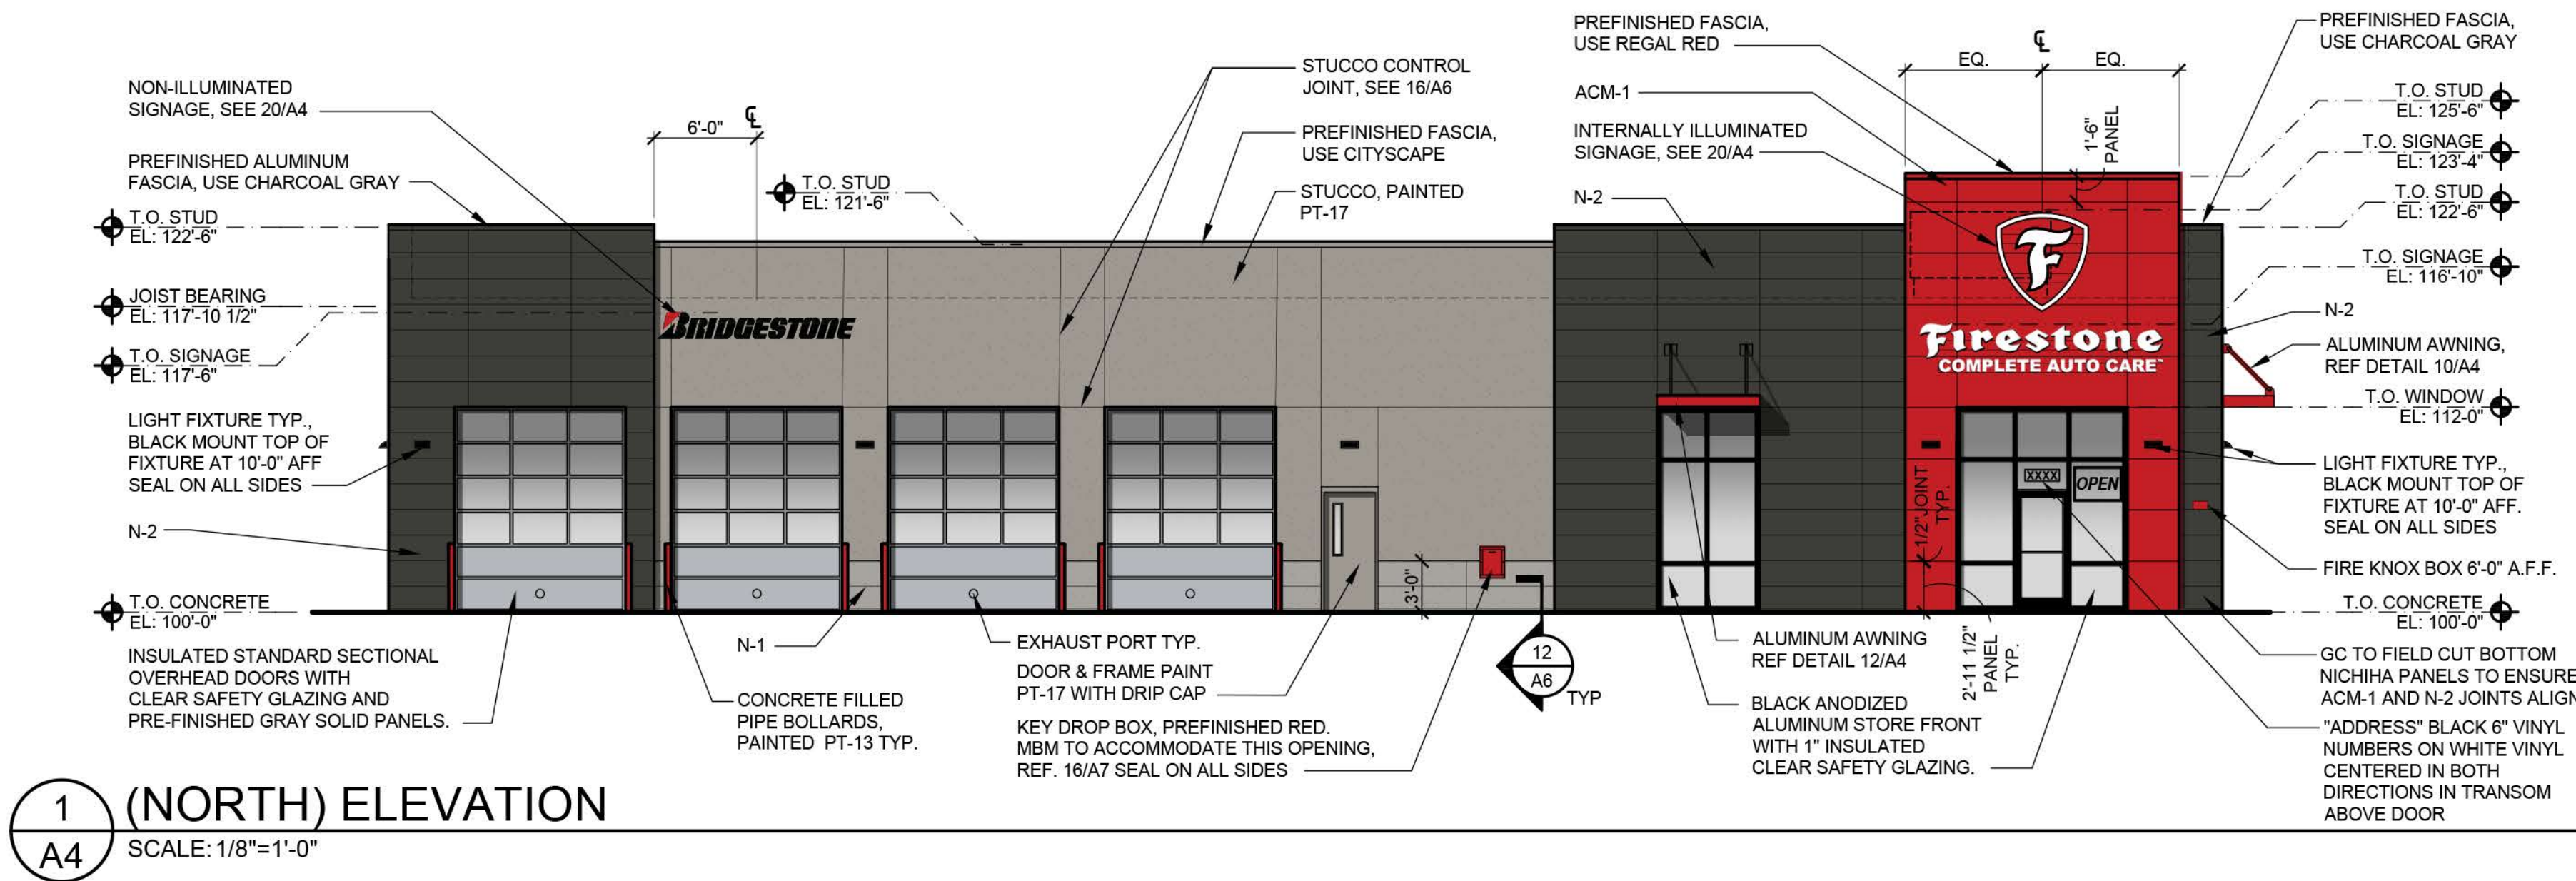 NON-ILLUMINATED
SIGNAGE, SEE 20/A4
PREFINISHED ALUMINUM
FASCIA, USE CHARCOAL GRAY
T.O. STUD
EL: 122'-6"
JOIST BEARING
EL: 117'-10 1/2"
T.O. SIGNAGE
EL: 117'-6"
LIGHT FIXTURE TYP.,
BLACK MOUNT TOP OF
FIXTURE AT 10'-0" AFF
SEAL ON ALL SIDES
N-2
T.O. CONCRETE
EL: 100'-0"
INSULATED STANDARD SECTIONAL
OVERHEAD DOORS WITH
CLEAR SAFETY GLAZING AND
PRE-FINISHED GRAY SOLID PANELS.
6'-0"
℄
T.O. STUD
EL: 121'-6"
STUCCO CONTROL
JOINT, SEE 16/A6
PREFINISHED FASCIA,
USE CITYSCAPE
STUCCO, PAINTED
PT-17
BRIDGESTONE
N-1
CONCRETE FILLED
PIPE BOLLARDS,
PAINTED PT-13 TYP.
EXHAUST PORT TYP.
DOOR & FRAME PAINT
PT-17 WITH DRIP CAP
KEY DROP BOX, PREFINISHED RED.
MBM TO ACCOMMODATE THIS OPENING,
REF. 16/A7 SEAL ON ALL SIDES
3'-0"
12
A6
TYP
PREFINISHED FASCIA,
USE REGAL RED
ACM-1
INTERNALLY ILLUMINATED
SIGNAGE, SEE 20/A4
N-2
℄
EQ.
EQ.
1'-6"
PANEL
F
Firestone
COMPLETE AUTO CARE™
XXXX
OPEN
1/2" JOINT
TYP.
2'-11 1/2"
PANEL
TYP.
ALUMINUM AWNING
REF DETAIL 12/A4
BLACK ANODIZED
ALUMINUM STORE FRONT
WITH 1" INSULATED
CLEAR SAFETY GLAZING.
PREFINISHED FASCIA,
USE CHARCOAL GRAY
T.O. STUD
EL: 125'-6"
T.O. SIGNAGE
EL: 123'-4"
T.O. STUD
EL: 122'-6"
T.O. SIGNAGE
EL: 116'-10"
N-2
ALUMINUM AWNING,
REF DETAIL 10/A4
T.O. WINDOW
EL: 112-0"
LIGHT FIXTURE TYP.,
BLACK MOUNT TOP OF
FIXTURE AT 10'-0" AFF.
SEAL ON ALL SIDES
FIRE KNOX BOX 6'-0" A.F.F.
T.O. CONCRETE
EL: 100'-0"
GC TO FIELD CUT BOTTOM
NICHIHA PANELS TO ENSURE
ACM-1 AND N-2 JOINTS ALIGN
"ADDRESS" BLACK 6" VINYL
NUMBERS ON WHITE VINYL
CENTERED IN BOTH
DIRECTIONS IN TRANSOM
ABOVE DOOR
1
A4
(NORTH) ELEVATION
SCALE: 1/8"=1'-0"